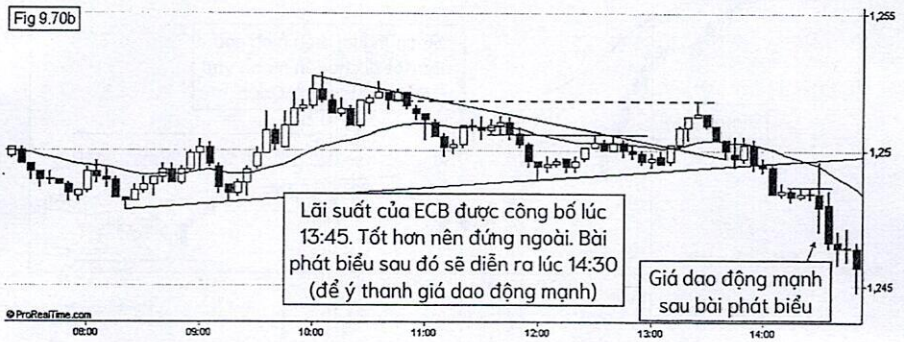 Fig 9.70b
1,255
1,25
1,245
Lãi suất của ECB được công bố lúc
13:45. Tốt hơn nên đứng ngoài. Bài
phát biểu sau đó sẽ diễn ra lúc 14:30
(để ý thanh giá dao động mạnh)
Giá dao động mạnh
sau bài phát biểu
© ProRealTime.com
08:00 09:00 10:00 11:00 12:00 13:00 14:00